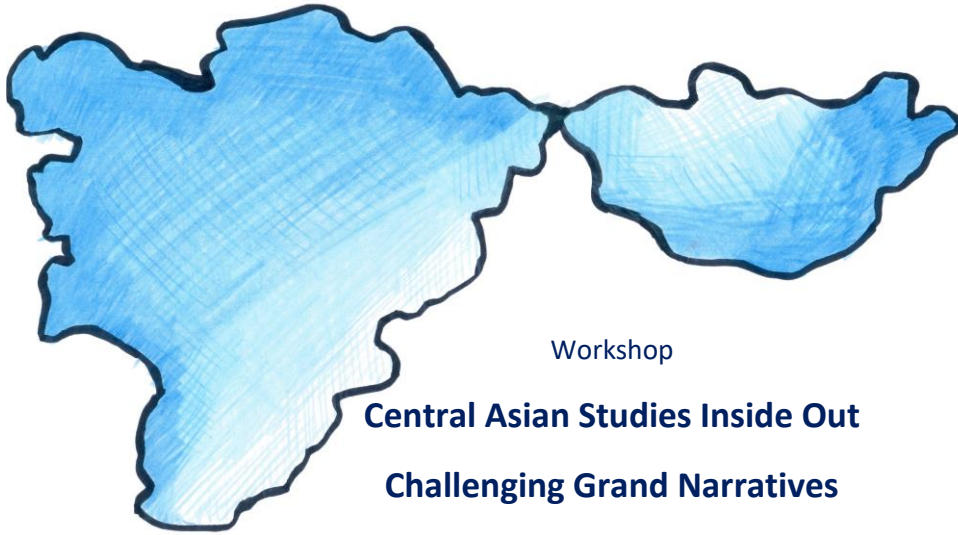 Workshop
Central Asian Studies Inside Out
Challenging Grand Narratives